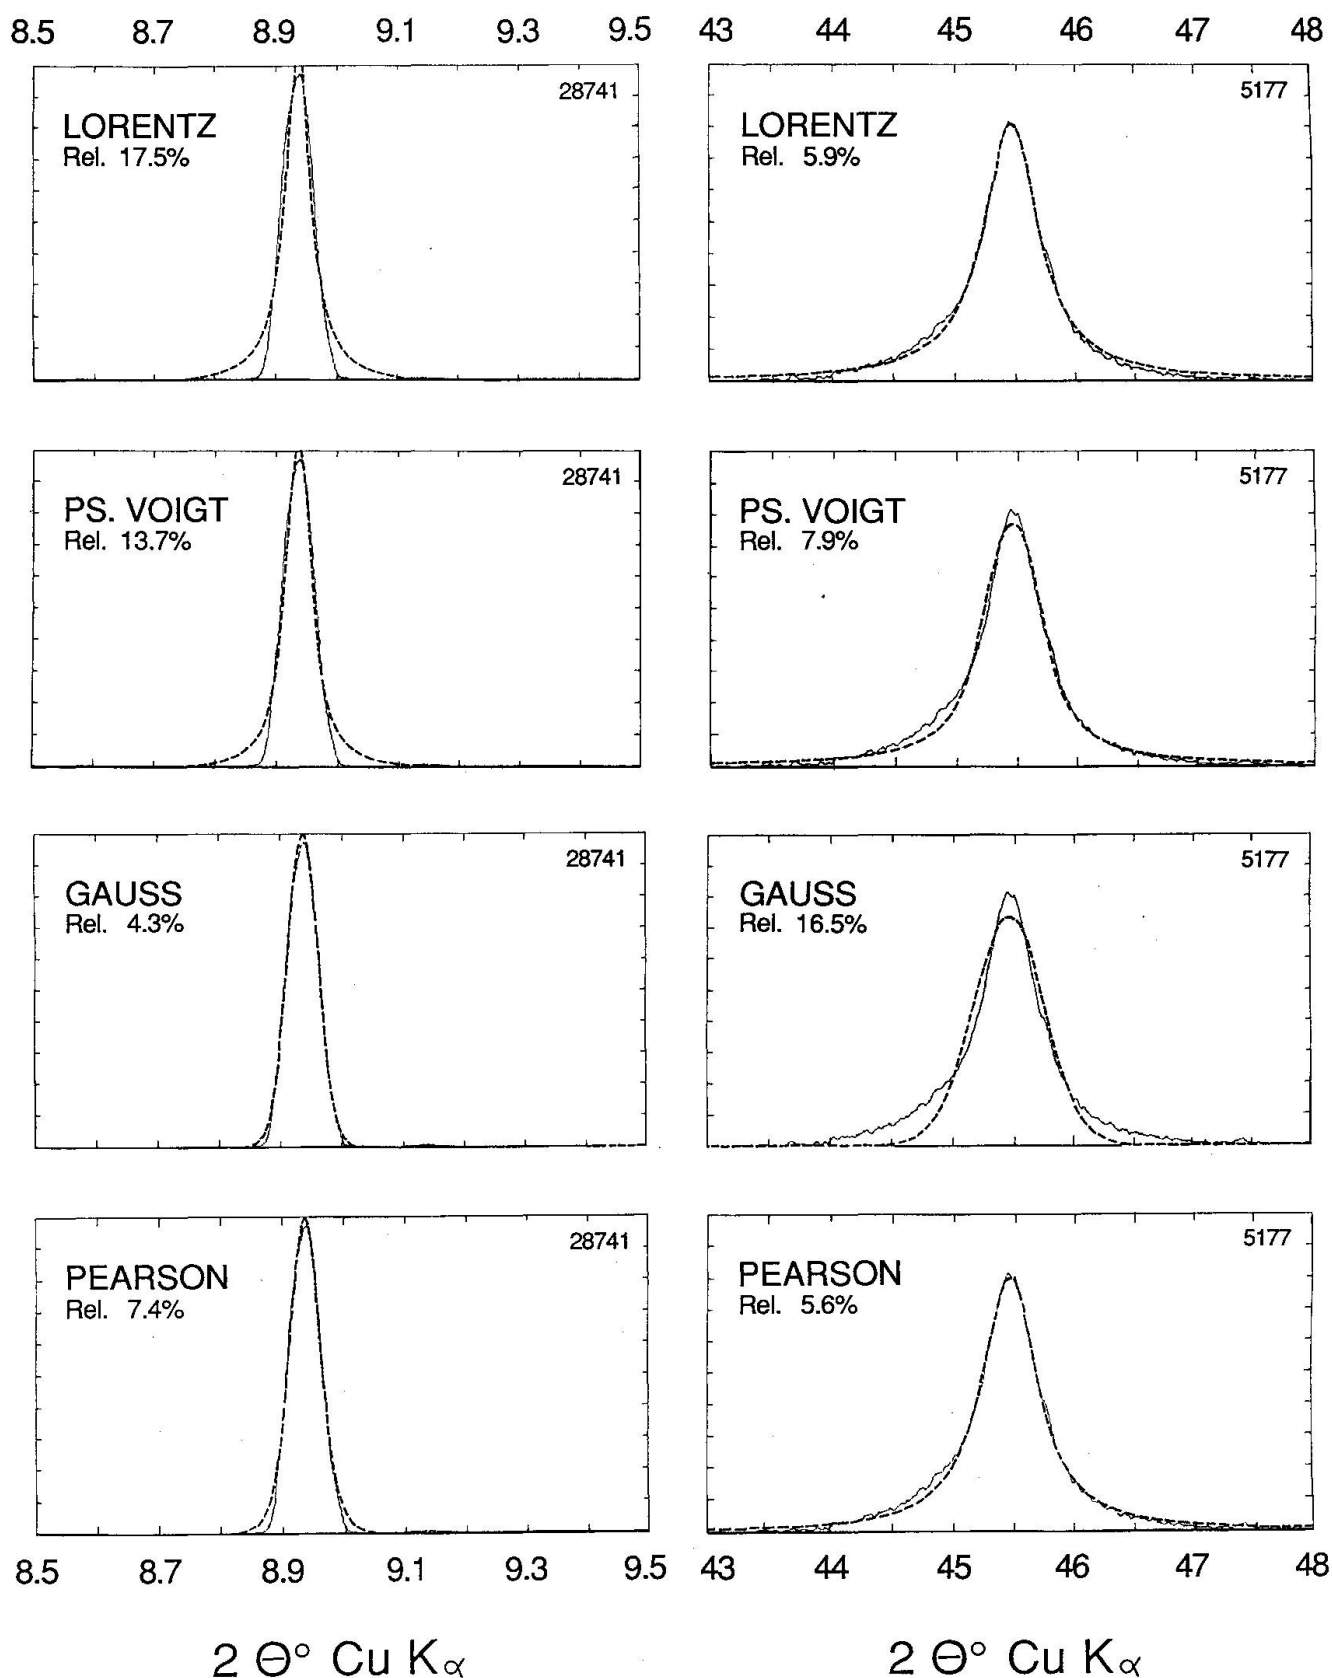 8.5 8.7 8.9 9.1 9.3 9.5 43 44 45 46 47 48
28741
LORENTZ
Rel. 17.5%
5177
LORENTZ
Rel. 5.9%
28741
PS. VOIGT
Rel. 13.7%
5177
PS. VOIGT
Rel. 7.9%
28741
GAUSS
Rel. 4.3%
5177
GAUSS
Rel. 16.5%
28741
PEARSON
Rel. 7.4%
5177
PEARSON
Rel. 5.6%
8.5 8.7 8.9 9.1 9.3 9.5 43 44 45 46 47 48
2 Θ° Cu Kα 2 Θ° Cu Kα